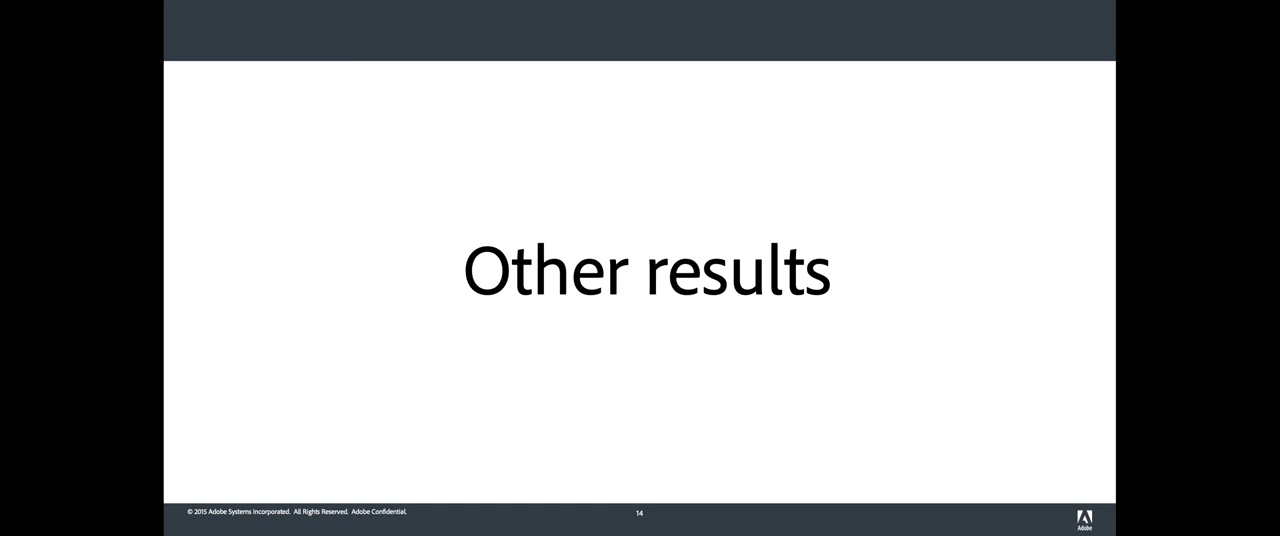 Other results
© 2015 Adobe Systems Incorporated. All Rights Reserved. Adobe Confidential.
14
Adobe